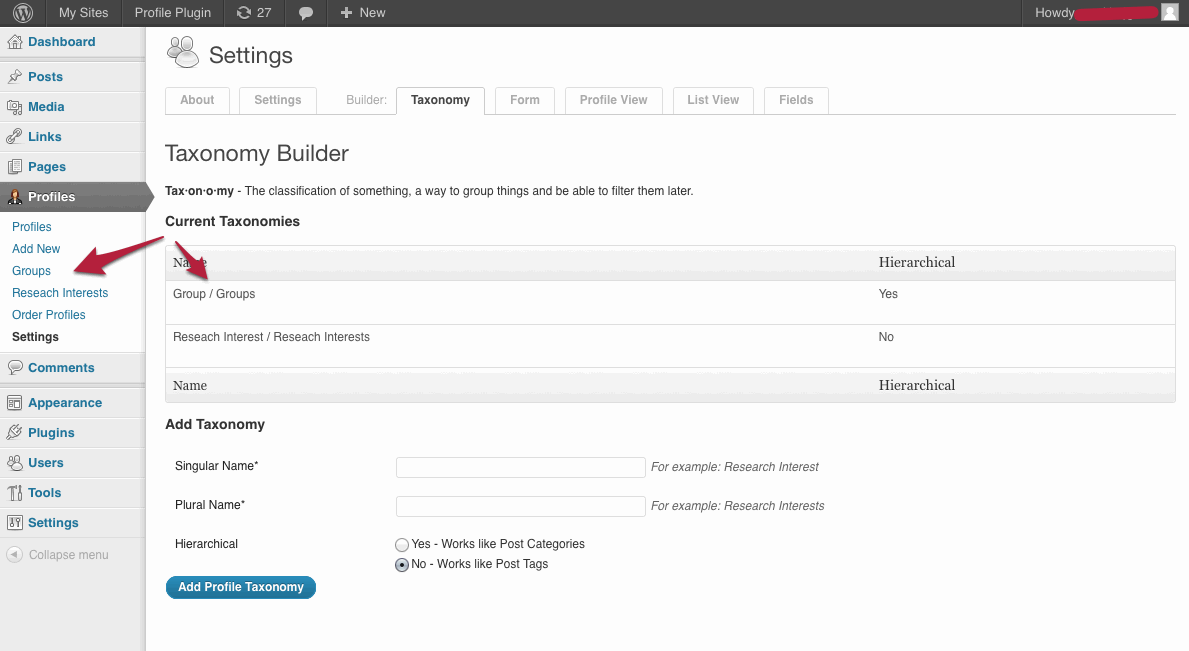 My Sites Profile Plugin 27 New Howdy
Dashboard
Posts
Media
Links
Pages
Profiles
Profiles
Add New
Groups
Reseach Interests
Order Profiles
Settings
Comments
Appearance
Plugins
Users
Tools
Settings
Collapse menu
Settings
About Settings Builder: Taxonomy Form Profile View List View Fields
Taxonomy Builder
Tax·on·o·my - The classification of something, a way to group things and be able to filter them later.
Current Taxonomies
Name Hierarchical
Group / Groups Yes
Reseach Interest / Reseach Interests No
Name Hierarchical
Add Taxonomy
Singular Name* For example: Research Interest
Plural Name* For example: Research Interests
Hierarchical Yes - Works like Post Categories
No - Works like Post Tags
Add Profile Taxonomy